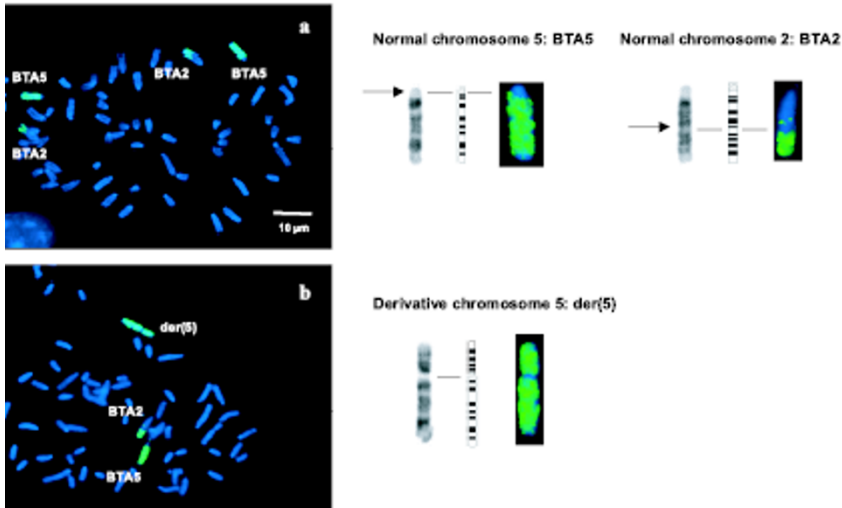 a
BTA5
BTA2
BTA5
BTA2
10 µm
Normal chromosome 5: BTA5
Normal chromosome 2: BTA2
b
der(5)
BTA2
BTA5
Derivative chromosome 5: der(5)